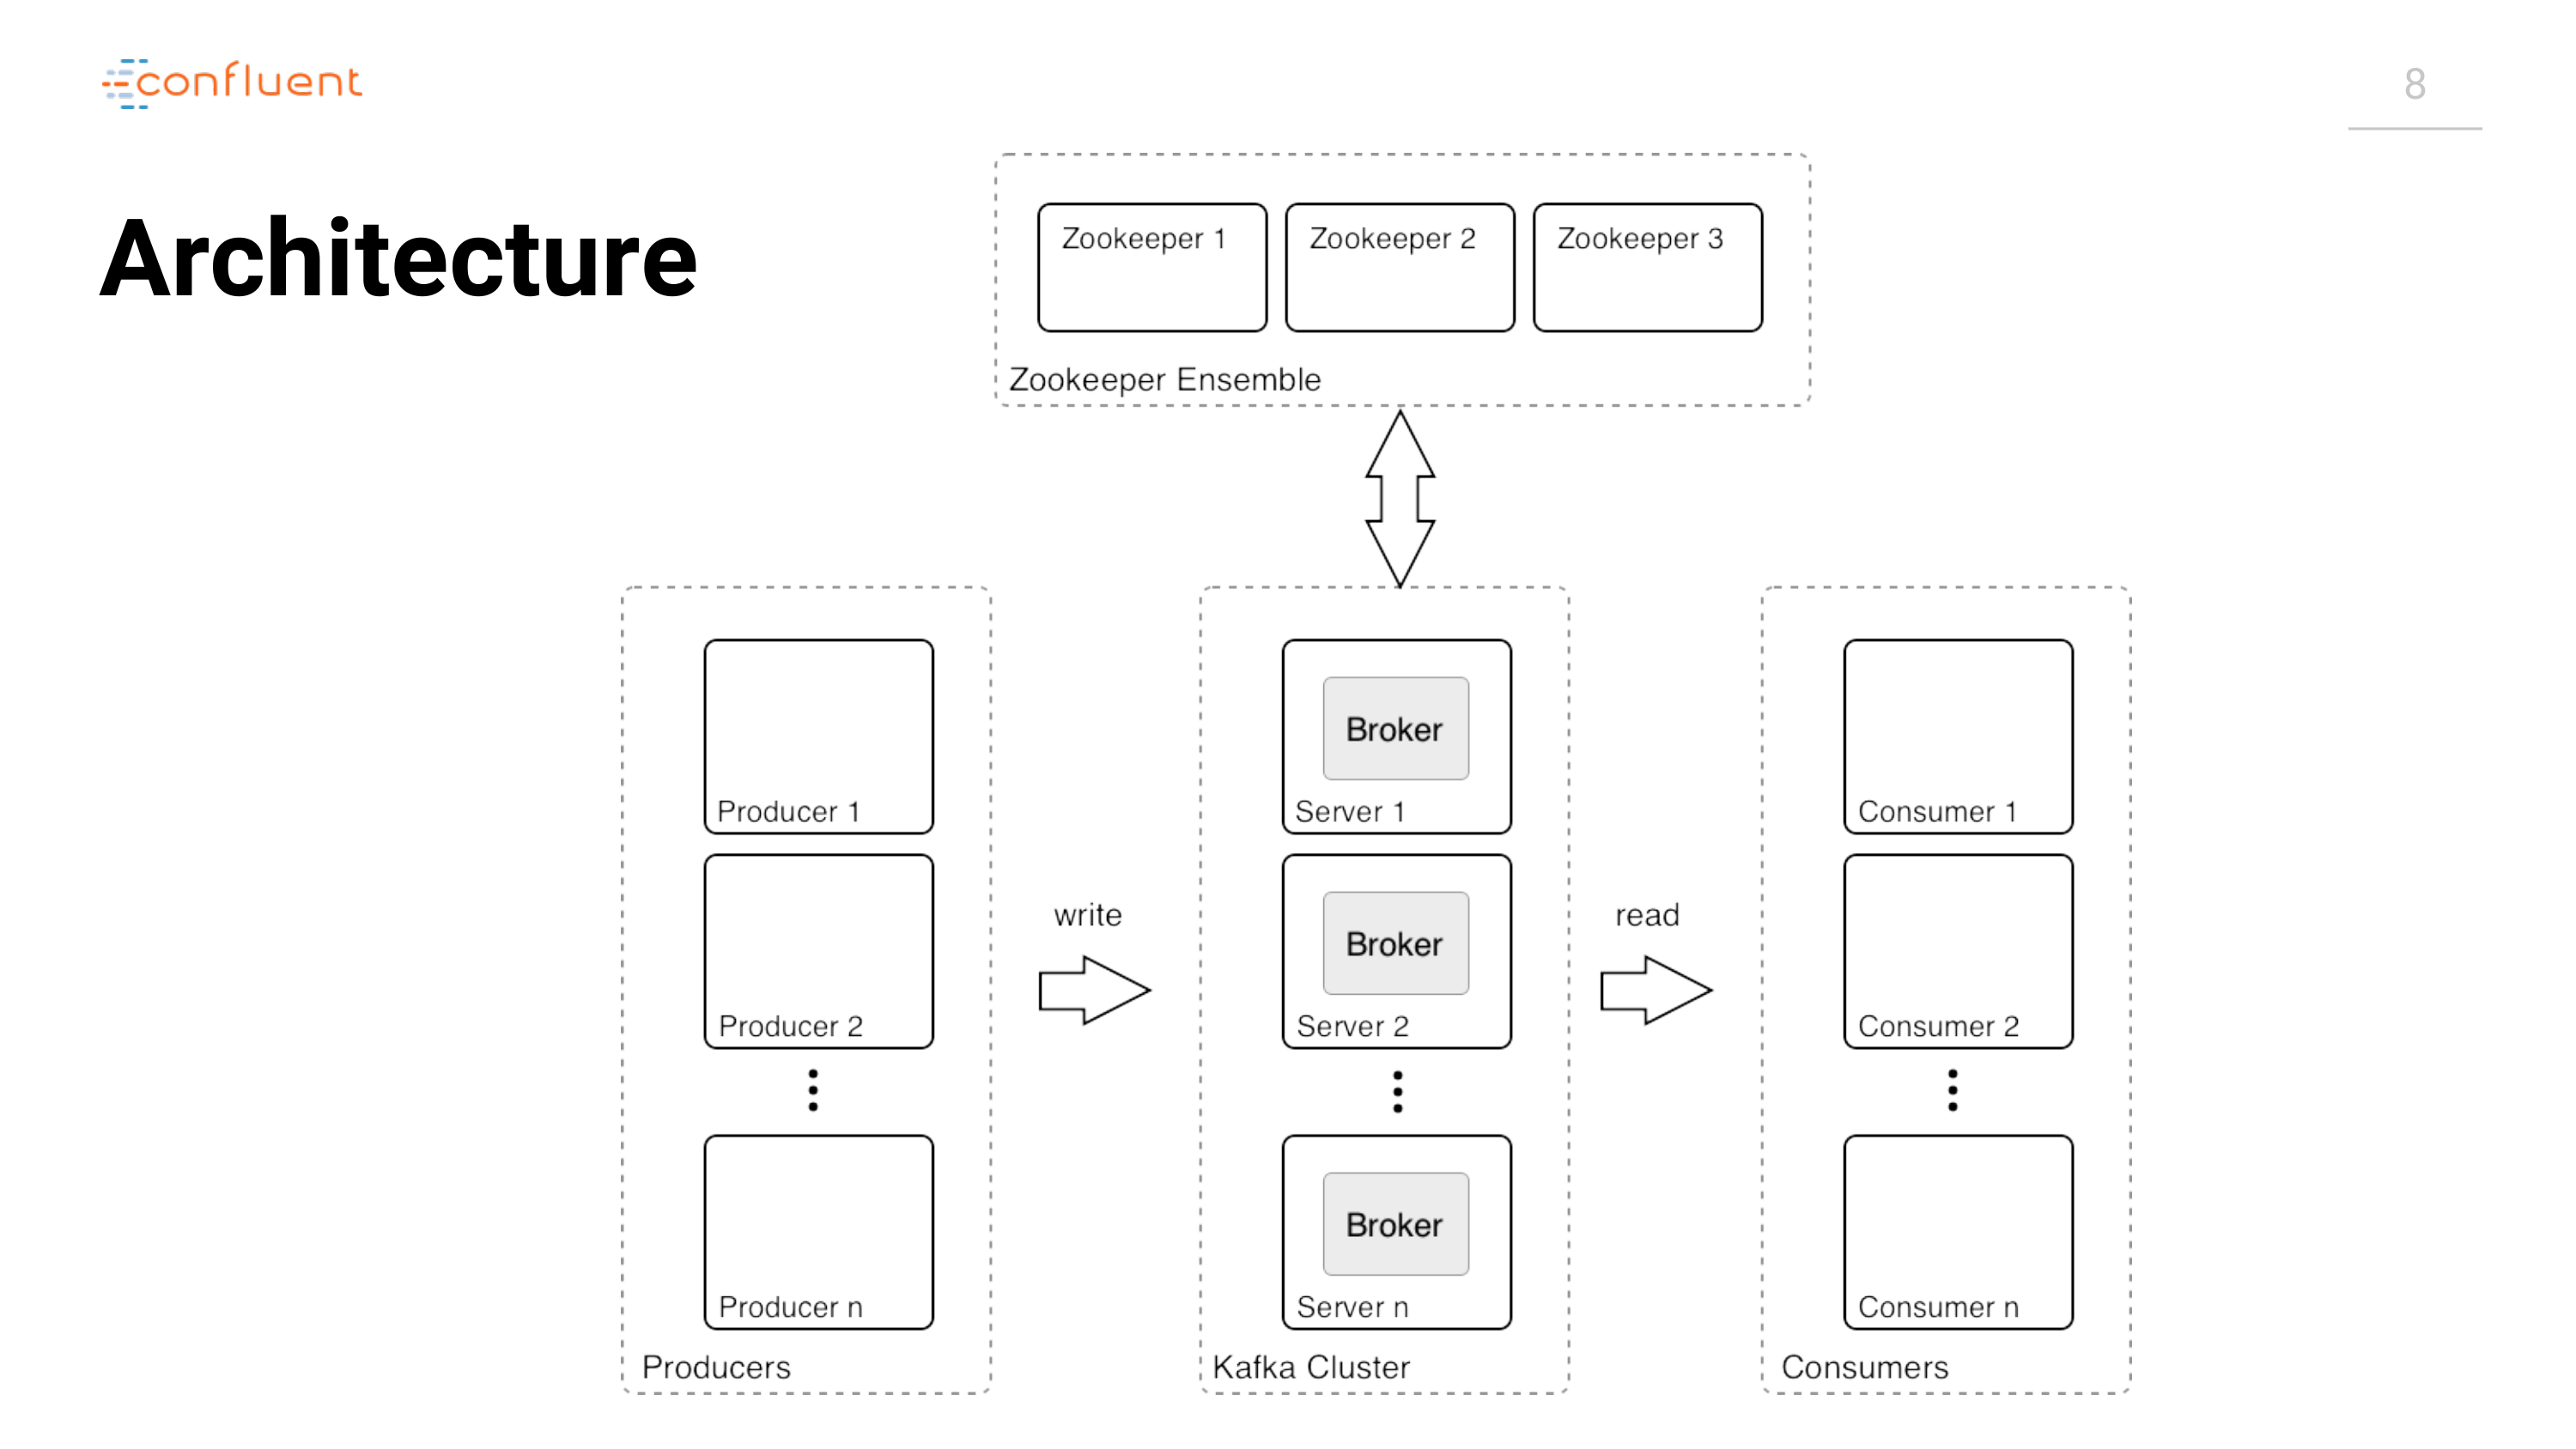 confluent
8
Architecture
Zookeeper 1
Zookeeper 2
Zookeeper 3
Zookeeper Ensemble
Producer 1
Producer 2
Producer n
Producers
write
Broker
Server 1
Broker
Server 2
Broker
Server n
Kafka Cluster
read
Consumer 1
Consumer 2
Consumer n
Consumers